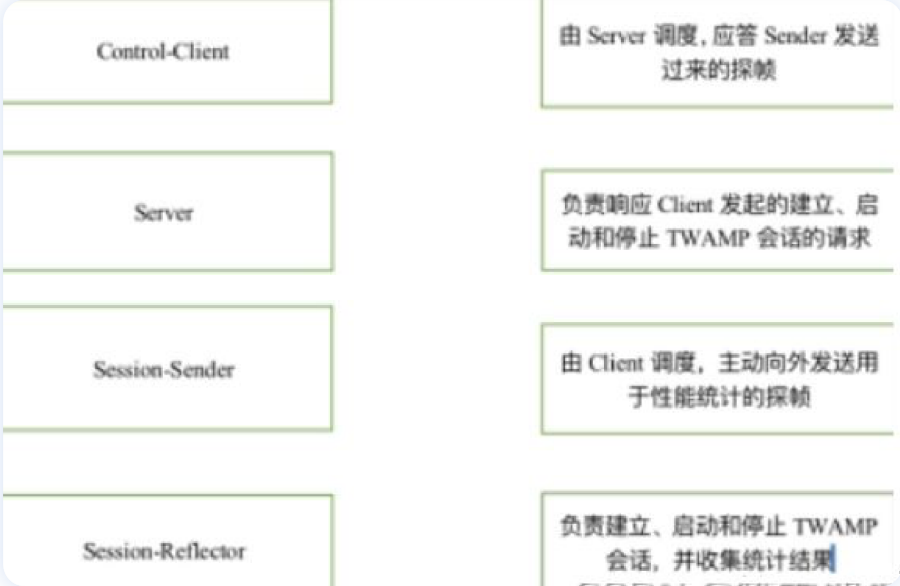 Control-Client
由 Server 调度, 应答 Sender 发送
过来的探帧
Server
负责响应 Client 发起的建立、启
动和停止 TWAMP 会话的请求
Session-Sender
由 Client 调度，主动向外发送用
于性能统计的探帧
Session-Reflector
负责建立、启动和停止 TWAMP
会话，并收集统计结果